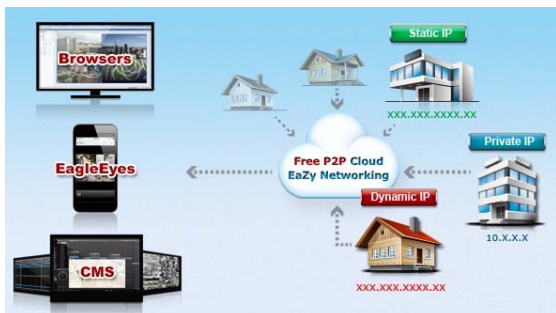 Browsers
EagleEyes
CMS
Free P2P Cloud
EaZy Networking
Static IP
XXX.XXX.XXXX.XX
Private IP
10.X.X.X
Dynamic IP
XXX.XXX.XXXX.XX